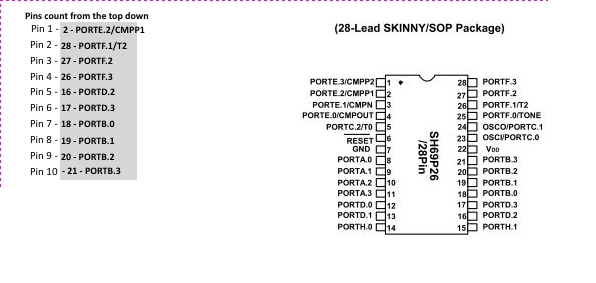 Pins count from the top down
Pin 1 - 2 - PORTE.2/CMPP1
Pin 2 - 28 - PORTF.1/T2
Pin 3 - 27 - PORTF.2
Pin 4 - 26 - PORTF.3
Pin 5 - 16 - PORTD.2
Pin 6 - 17 - PORTD.3
Pin 7 - 18 - PORTB.0
Pin 8 - 19 - PORTB.1
Pin 9 - 20 - PORTB.2
Pin 10 - 21 - PORTB.3
(28-Lead SKINNY/SOP Package)
PORTE.3/CMPP2 1 28 PORTF.3
PORTE.2/CMPP1 2 27 PORTF.2
PORTE.1/CMPN 3 26 PORTF.1/T2
PORTE.0/CMPOUT 4 25 PORTF.0/TONE
PORTC.2/T0 5 24 OSCO/PORTC.1
RESET 6 23 OSCI/PORTC.0
GND 7 22 VDD
PORTA.0 8 21 PORTB.3
PORTA.1 9 20 PORTB.2
PORTA.2 10 19 PORTB.1
PORTA.3 11 18 PORTB.0
PORTD.0 12 17 PORTD.3
PORTD.1 13 16 PORTD.2
PORTH.0 14 15 PORTH.1
SH69P26
/28Pin